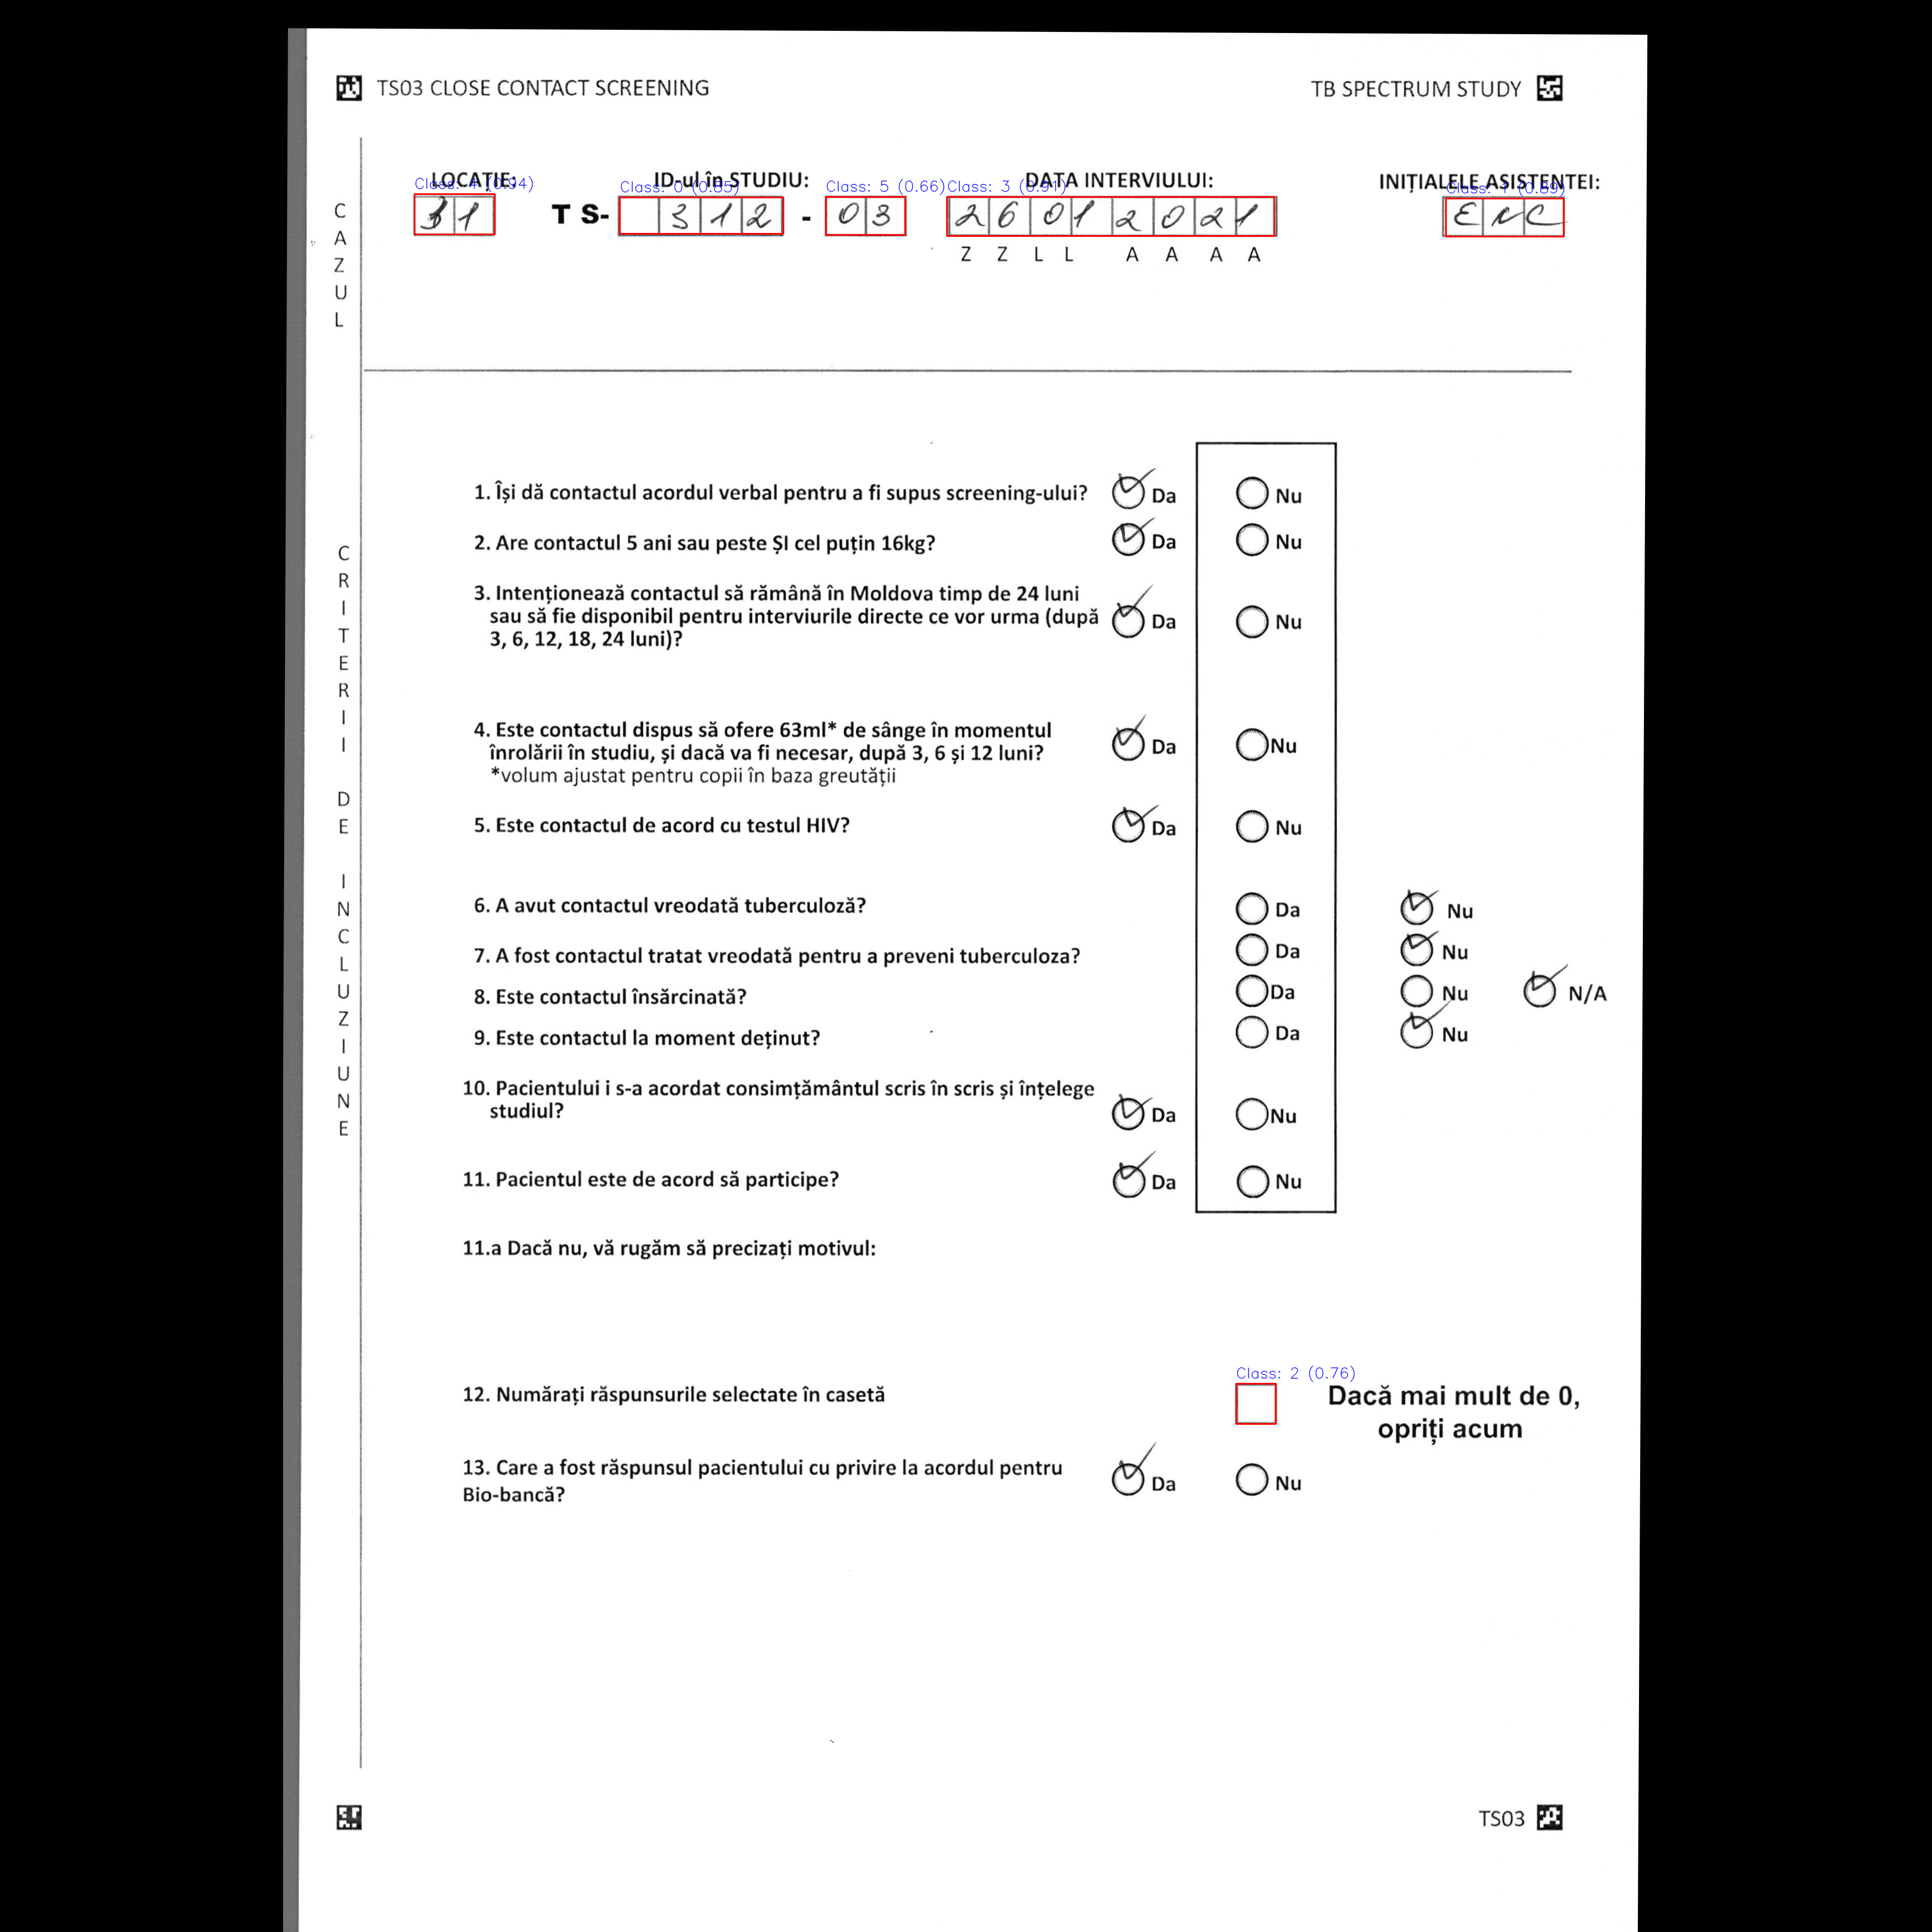 TS03 CLOSE CONTACT SCREENING
TB SPECTRUM STUDY
CAZUL
LOCAȚIE:
ID-ul în STUDIU:
DATA INTERVIULUI:
INIȚIALELE ASISTENTEI:
Class: 4 (0.94)
Class: 0 (0.85)
Class: 5 (0.66)
Class: 3 (0.91)
Class: 1 (0.89)
31
TS- 312 - 03
26012021
ENC
Z Z L L A A A A
CRITERII DE INCLUZIUNE
1. Își dă contactul acordul verbal pentru a fi supus screening-ului? Da Nu
2. Are contactul 5 ani sau peste ȘI cel puțin 16kg? Da Nu
3. Intenționează contactul să rămână în Moldova timp de 24 luni
sau să fie disponibil pentru interviurile directe ce vor urma (după Da Nu
3, 6, 12, 18, 24 luni)?
4. Este contactul dispus să ofere 63ml* de sânge în momentul
înrolării în studiu, și dacă va fi necesar, după 3, 6 și 12 luni? Da Nu
*volum ajustat pentru copii în baza greutății
5. Este contactul de acord cu testul HIV? Da Nu
6. A avut contactul vreodată tuberculoză? Da Nu
7. A fost contactul tratat vreodată pentru a preveni tuberculoza? Da Nu
8. Este contactul însărcinată? Da Nu N/A
9. Este contactul la moment deținut? Da Nu
10. Pacientului i s-a acordat consimțământul scris în scris și înțelege
studiul? Da Nu
11. Pacientul este de acord să participe? Da Nu
11.a Dacă nu, vă rugăm să precizați motivul:
Class: 2 (0.76)
12. Număraţi răspunsurile selectate în casetă
Dacă mai mult de 0,
opriți acum
13. Care a fost răspunsul pacientului cu privire la acordul pentru
Bio-bancă? Da Nu
TS03